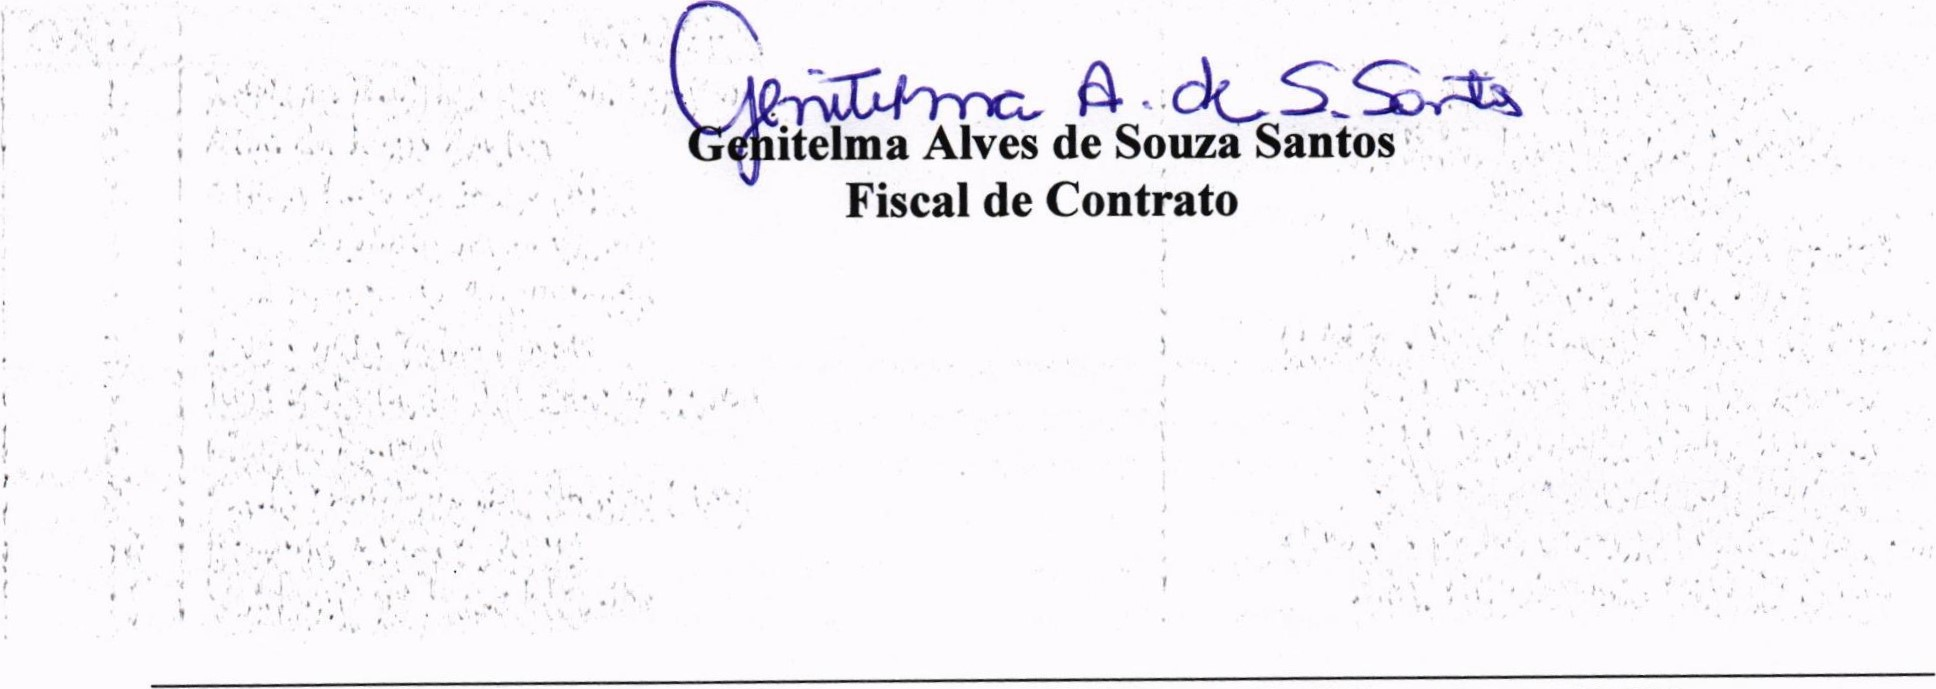 Genitelma A. de S. Santos
Genitelma Alves de Souza Santos
Fiscal de Contrato